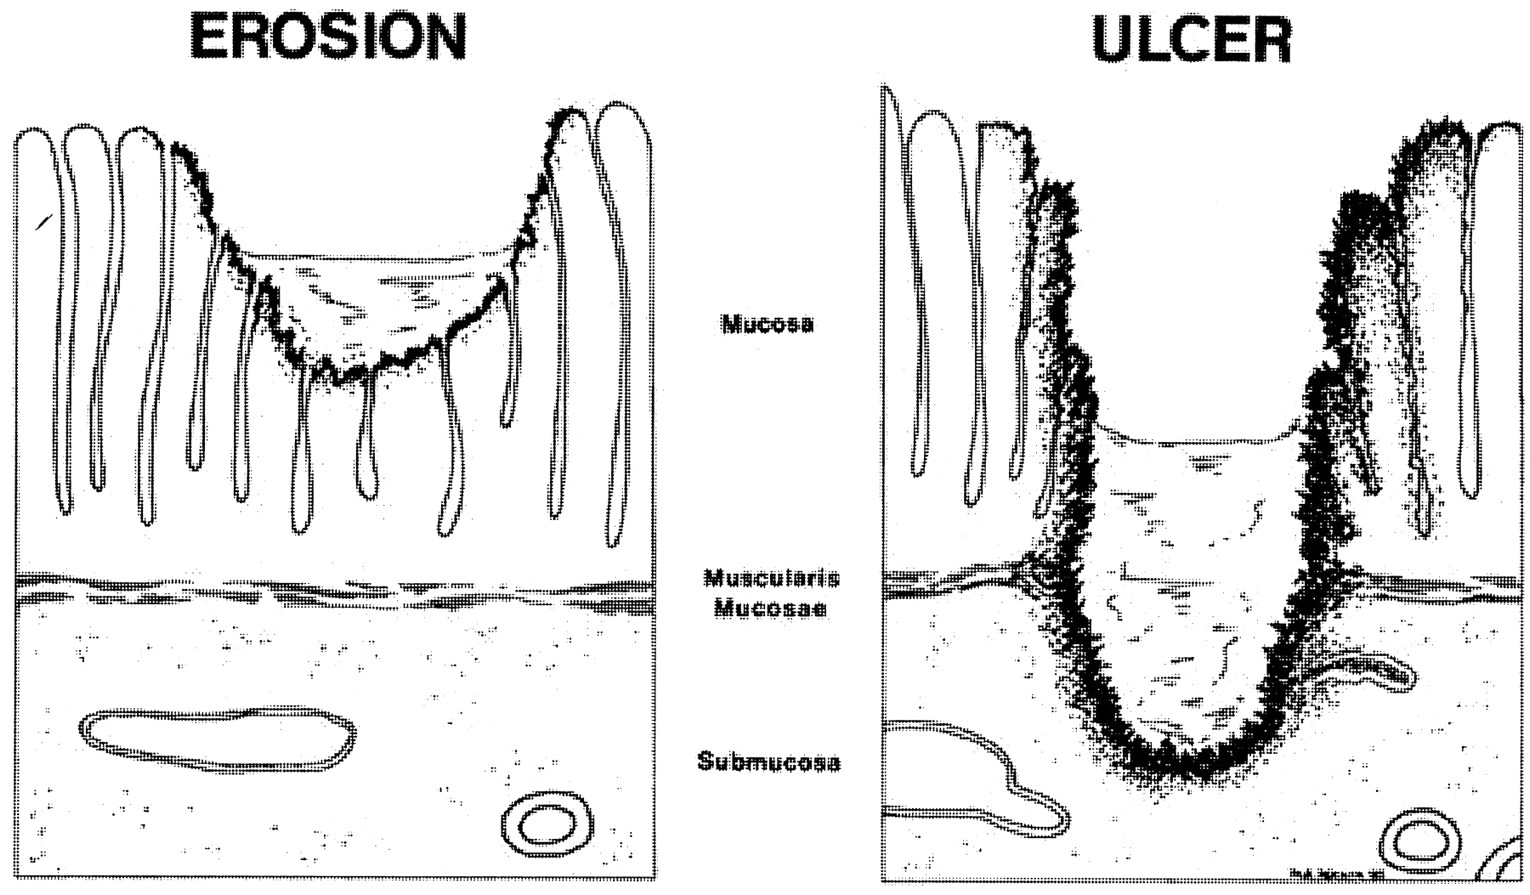 EROSION
ULCER
Mucosa
Muscularis
Mucosae
Submucosa